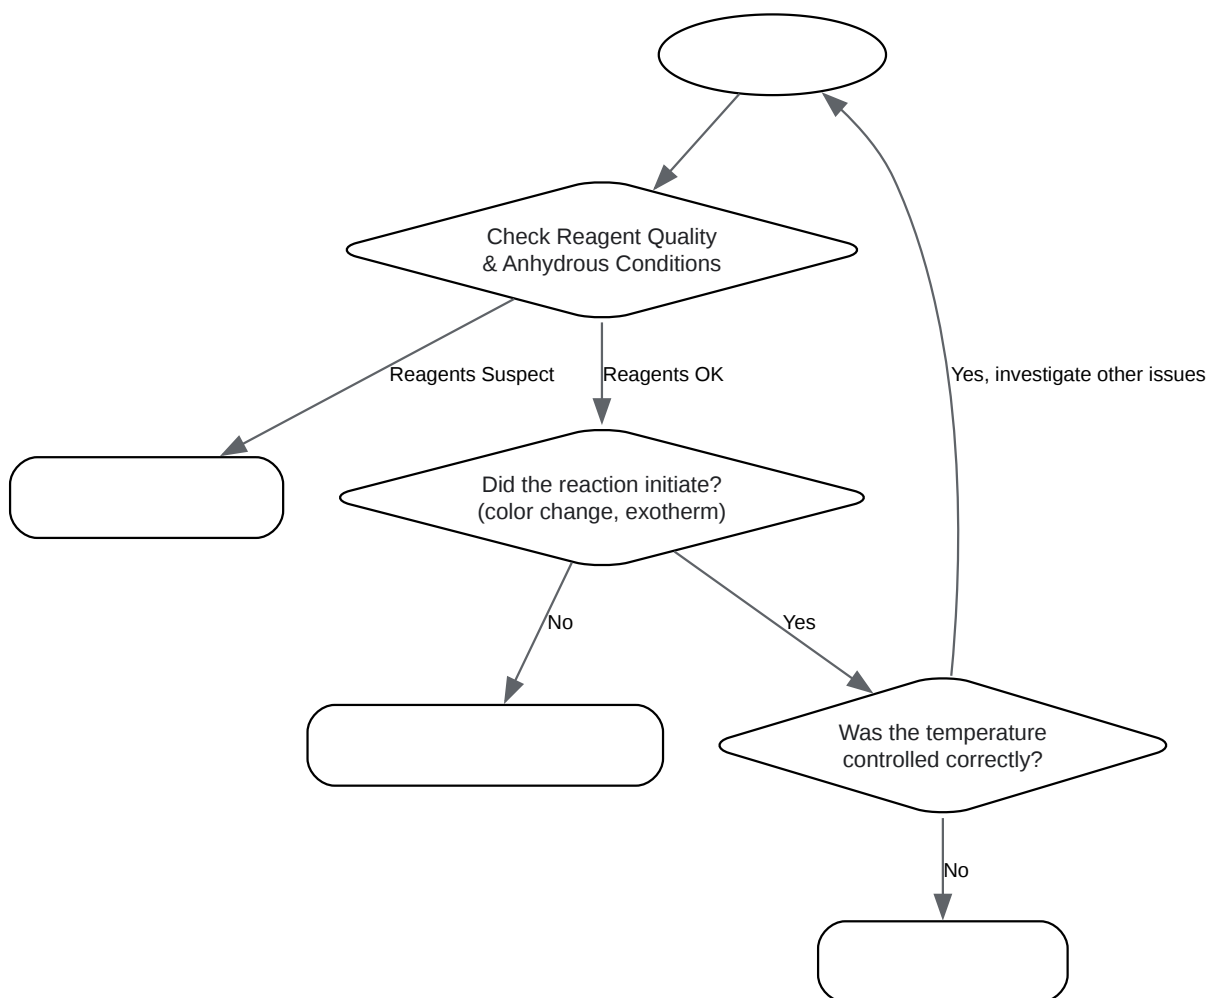 Check Reagent Quality
& Anhydrous Conditions
Reagents Suspect
Reagents OK
Yes, investigate other issues
Did the reaction initiate?
(color change, exotherm)
No
Yes
Was the temperature
controlled correctly?
No